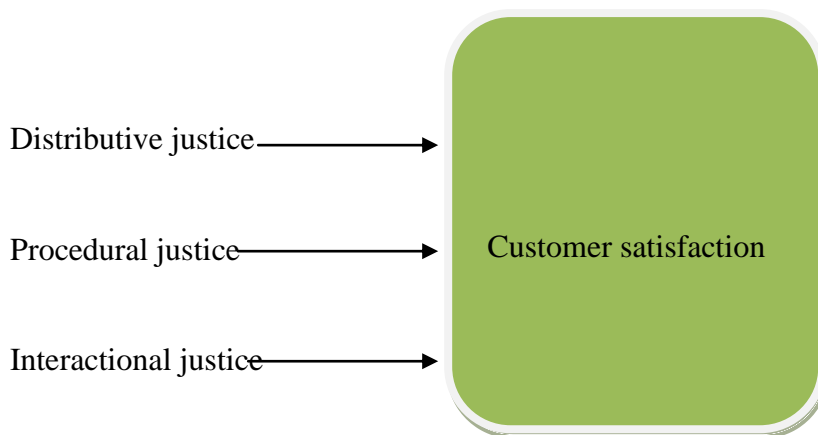 Distributive justice
Procedural justice
Customer satisfaction
Interactional justice